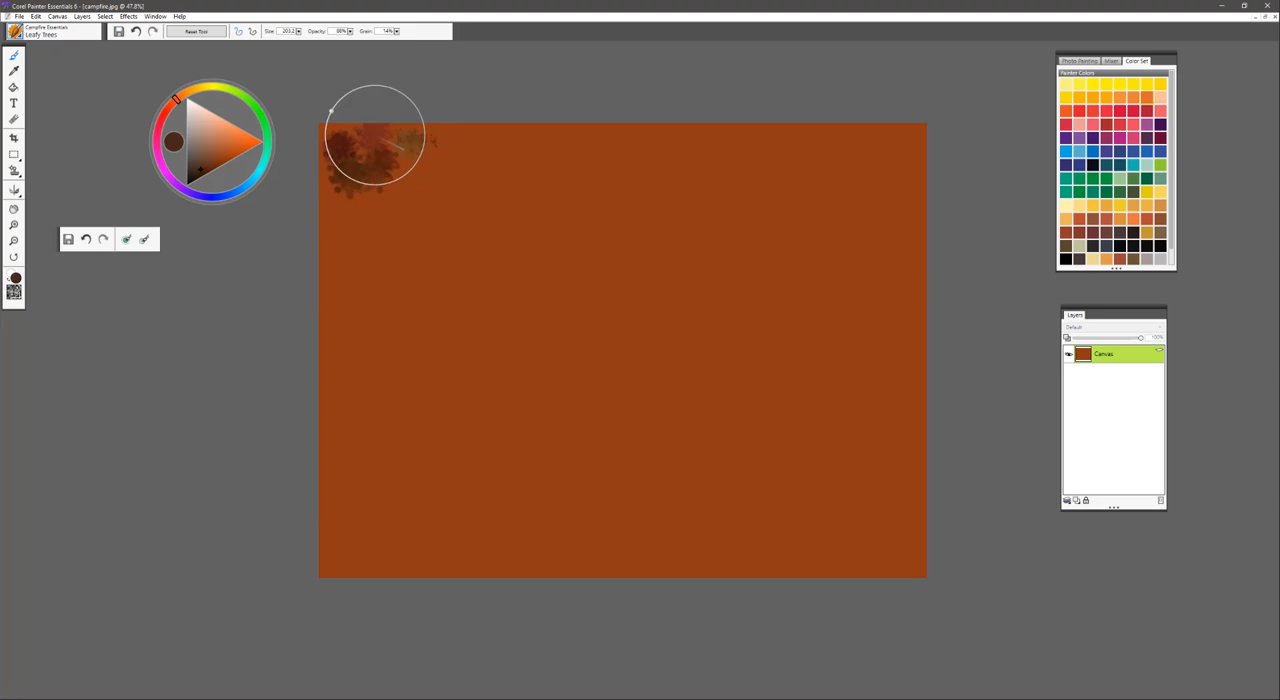 Corel Painter Essentials 6 - [campfire.jpg @ 47.8%]
File Edit Canvas Layers Select Effects Window Help
Campfire Essentials
Leafy Trees
Reset Tool Size: 203.2 Opacity: 86% Grain: 14%
Photo Painting Mixer Color Set
Painter Colors
Layers
Default
100%
Canvas